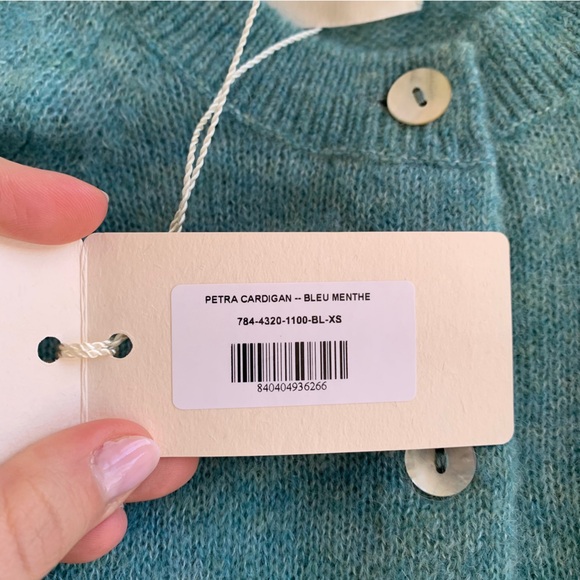 PETRA CARDIGAN -- BLEU MENTHE
784-4320-1100-BL-XS
840404936266